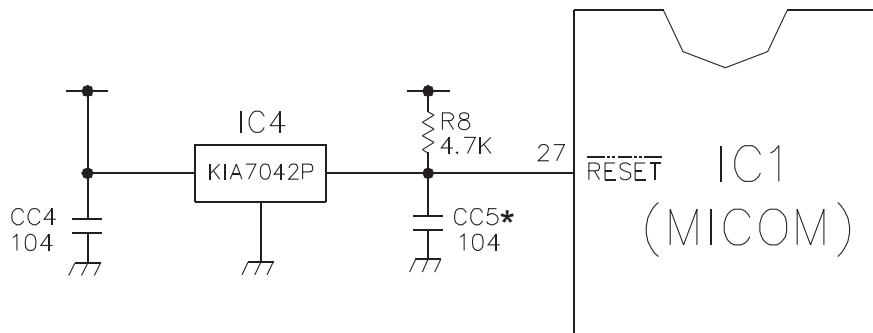 IC4
KIA7042P
CC4
104
R8
4.7K
CC5*
104
27
RESET
IC1
(MICOM)